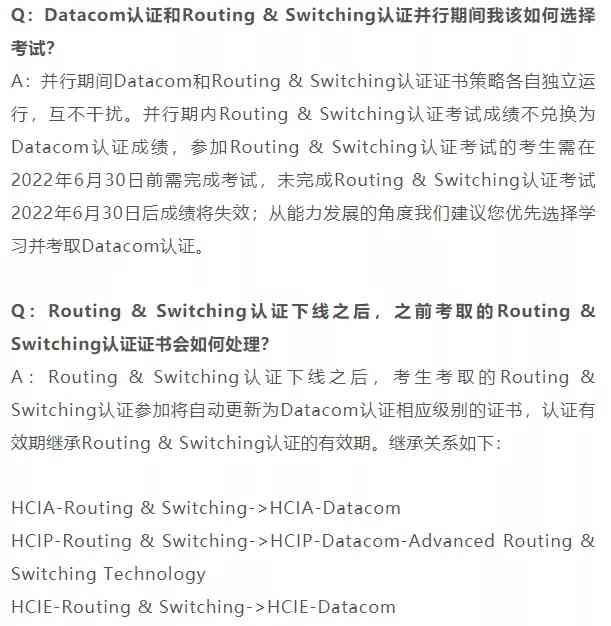 Q：Datacom认证和Routing & Switching认证并行期间我该如何选择
考试？
A：并行期间Datacom和Routing & Switching认证证书策略各自独立运
行，互不干扰。并行期内Routing & Switching认证考试成绩不兑换为
Datacom认证成绩，参加Routing & Switching认证考试的考生需在
2022年6月30日前需完成考试，未完成Routing & Switching认证考试
2022年6月30日后成绩将失效；从能力发展的角度我们建议您优先选择学
习并考取Datacom认证。
Q：Routing & Switching认证下线之后，之前考取的Routing &
Switching认证证书会如何处理？
A：Routing & Switching认证下线之后，考生考取的Routing &
Switching认证参加将自动更新为Datacom认证相应级别的证书，认证有
效期继承Routing & Switching认证的有效期。继承关系如下：
HCIA-Routing & Switching->HCIA-Datacom
HCIP-Routing & Switching->HCIP-Datacom-Advanced Routing &
Switching Technology
HCIE-Routing & Switching->HCIE-Datacom